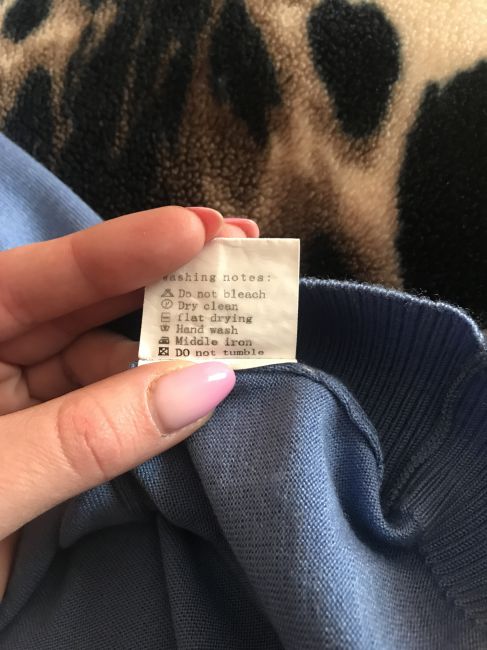 Washing notes:
Do not bleach
Dry clean
flat drying
Hand wash
Middle iron
DO not tumble